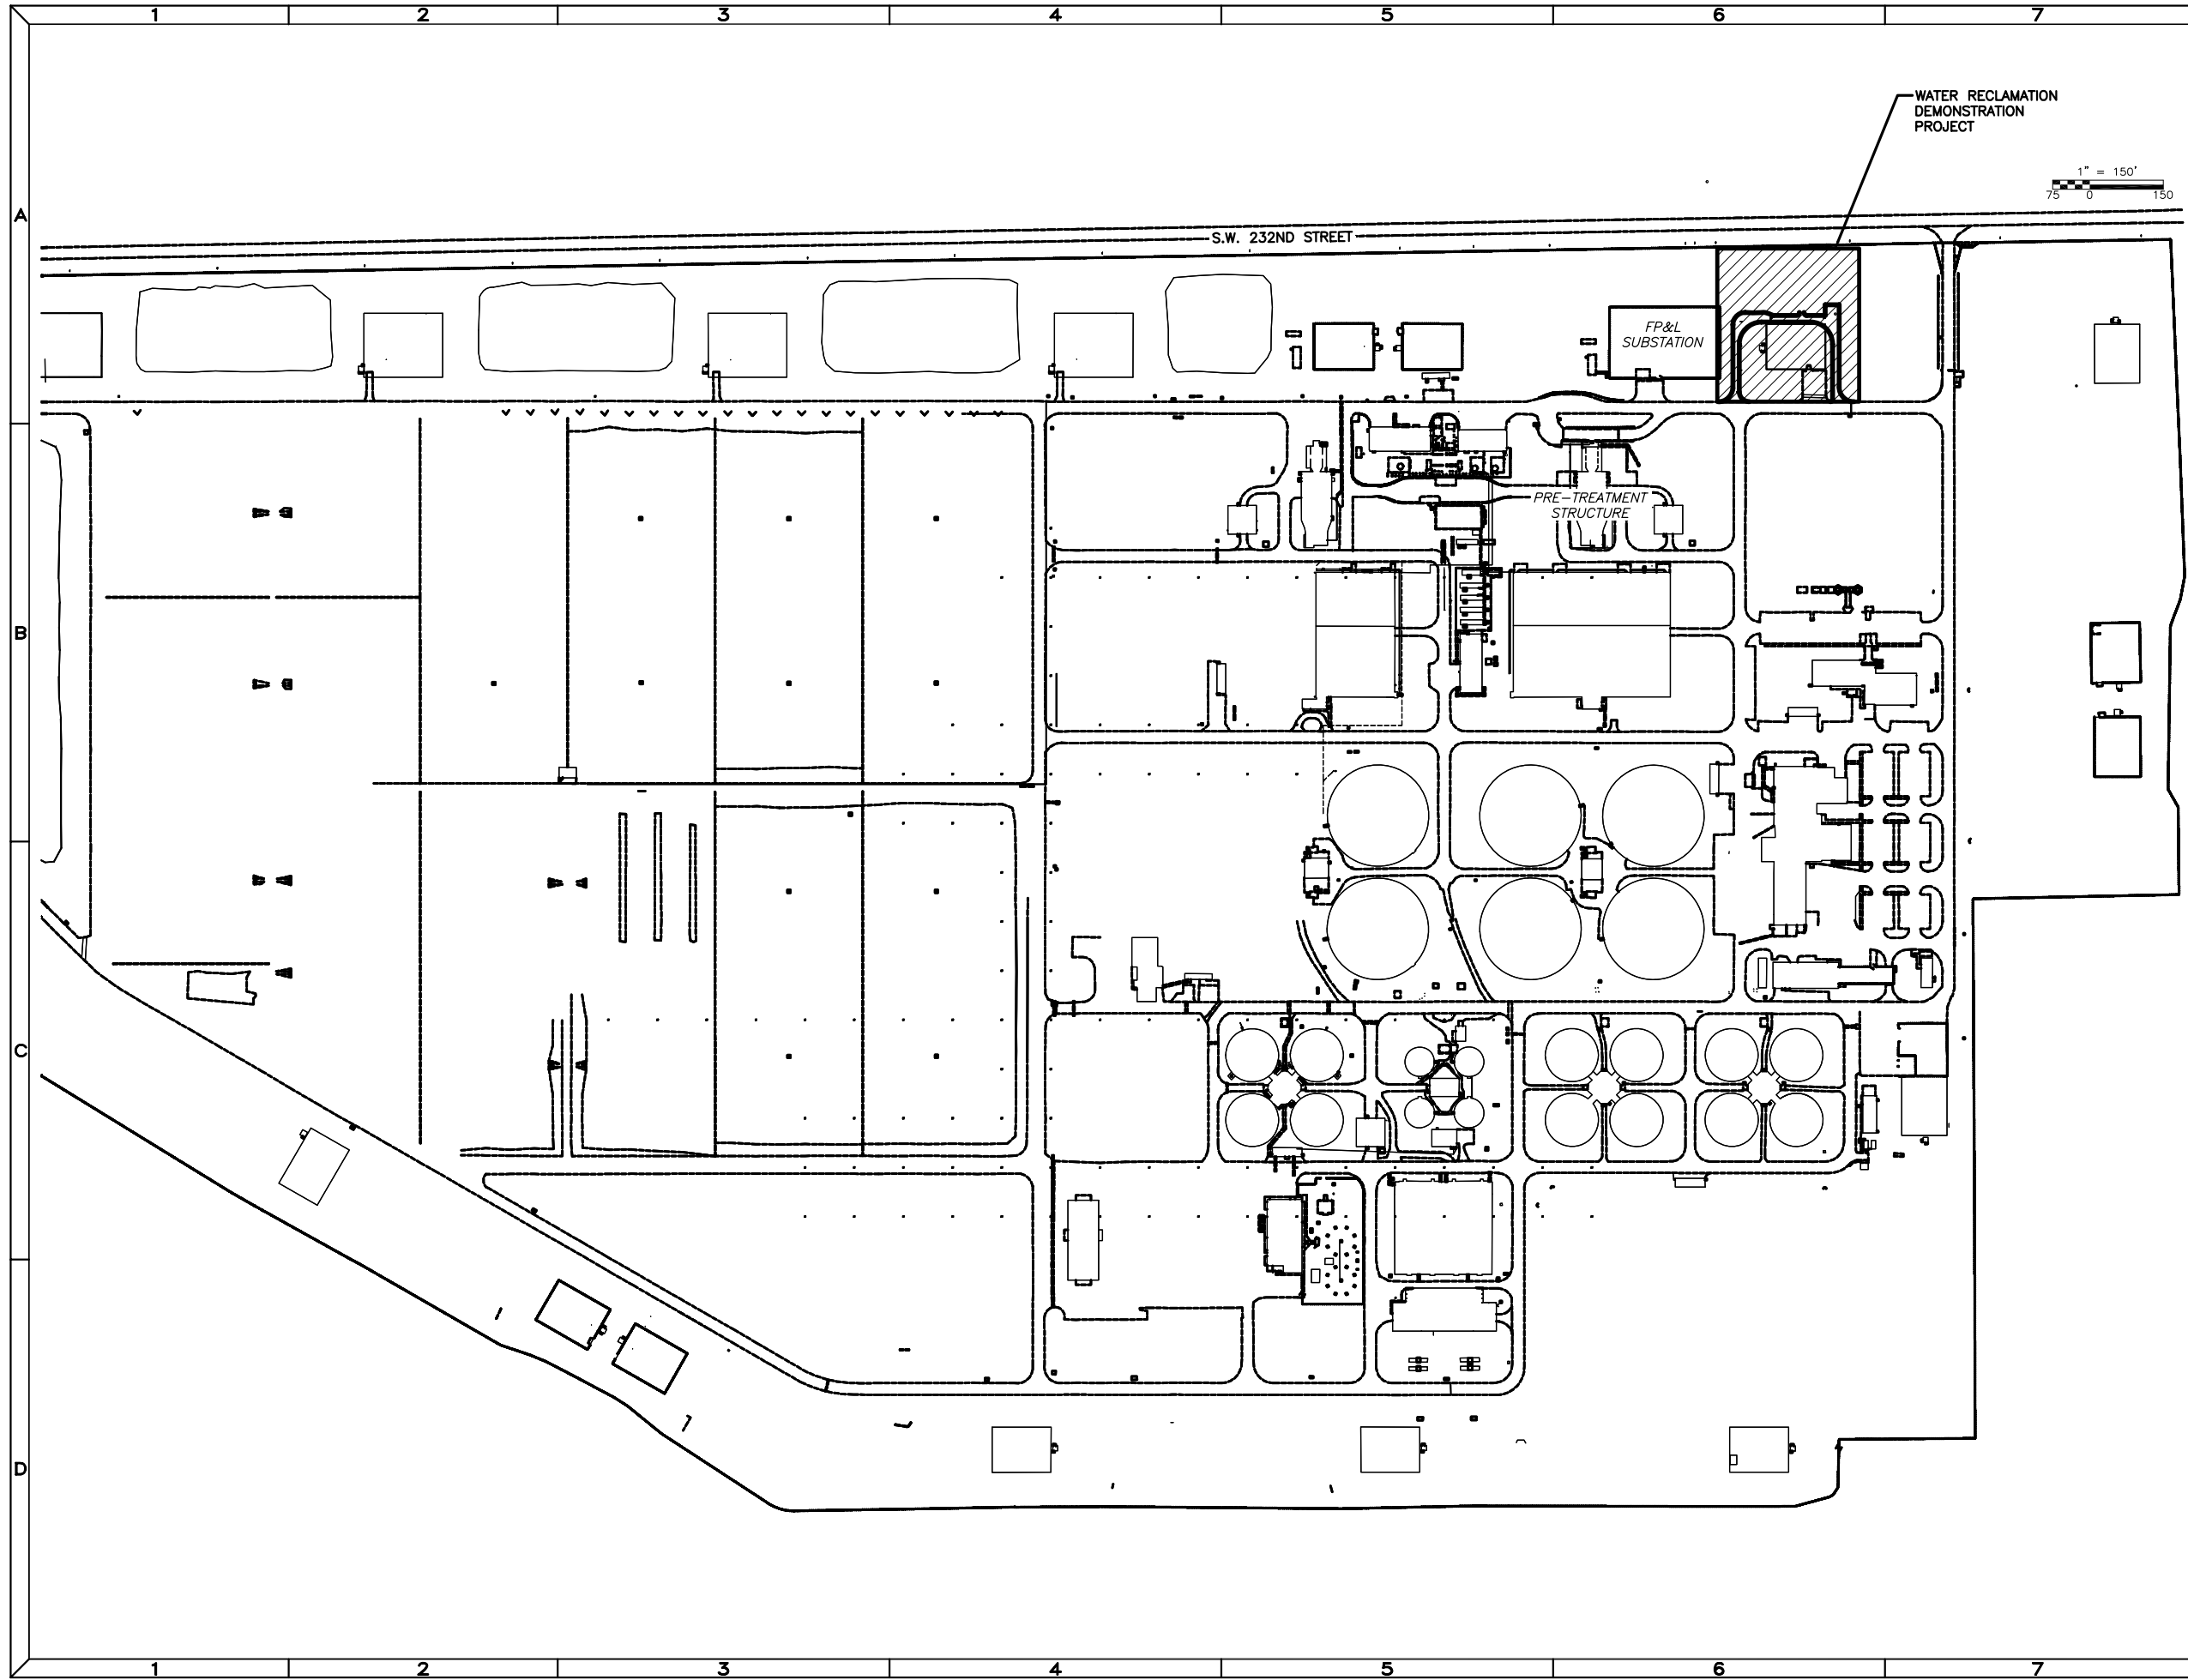 1 2 3 4 5 6 7
WATER RECLAMATION
DEMONSTRATION
PROJECT
1" = 150'
75 0 150
A
S.W. 232ND STREET
FP&L
SUBSTATION
PRE-TREATMENT
STRUCTURE
B
C
D
1 2 3 4 5 6 7